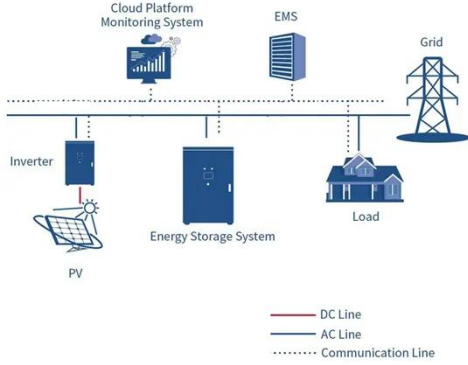 Cloud Platform
Monitoring System
EMS
Grid
Inverter
Energy Storage System
Load
PV
DC Line
AC Line
Communication Line